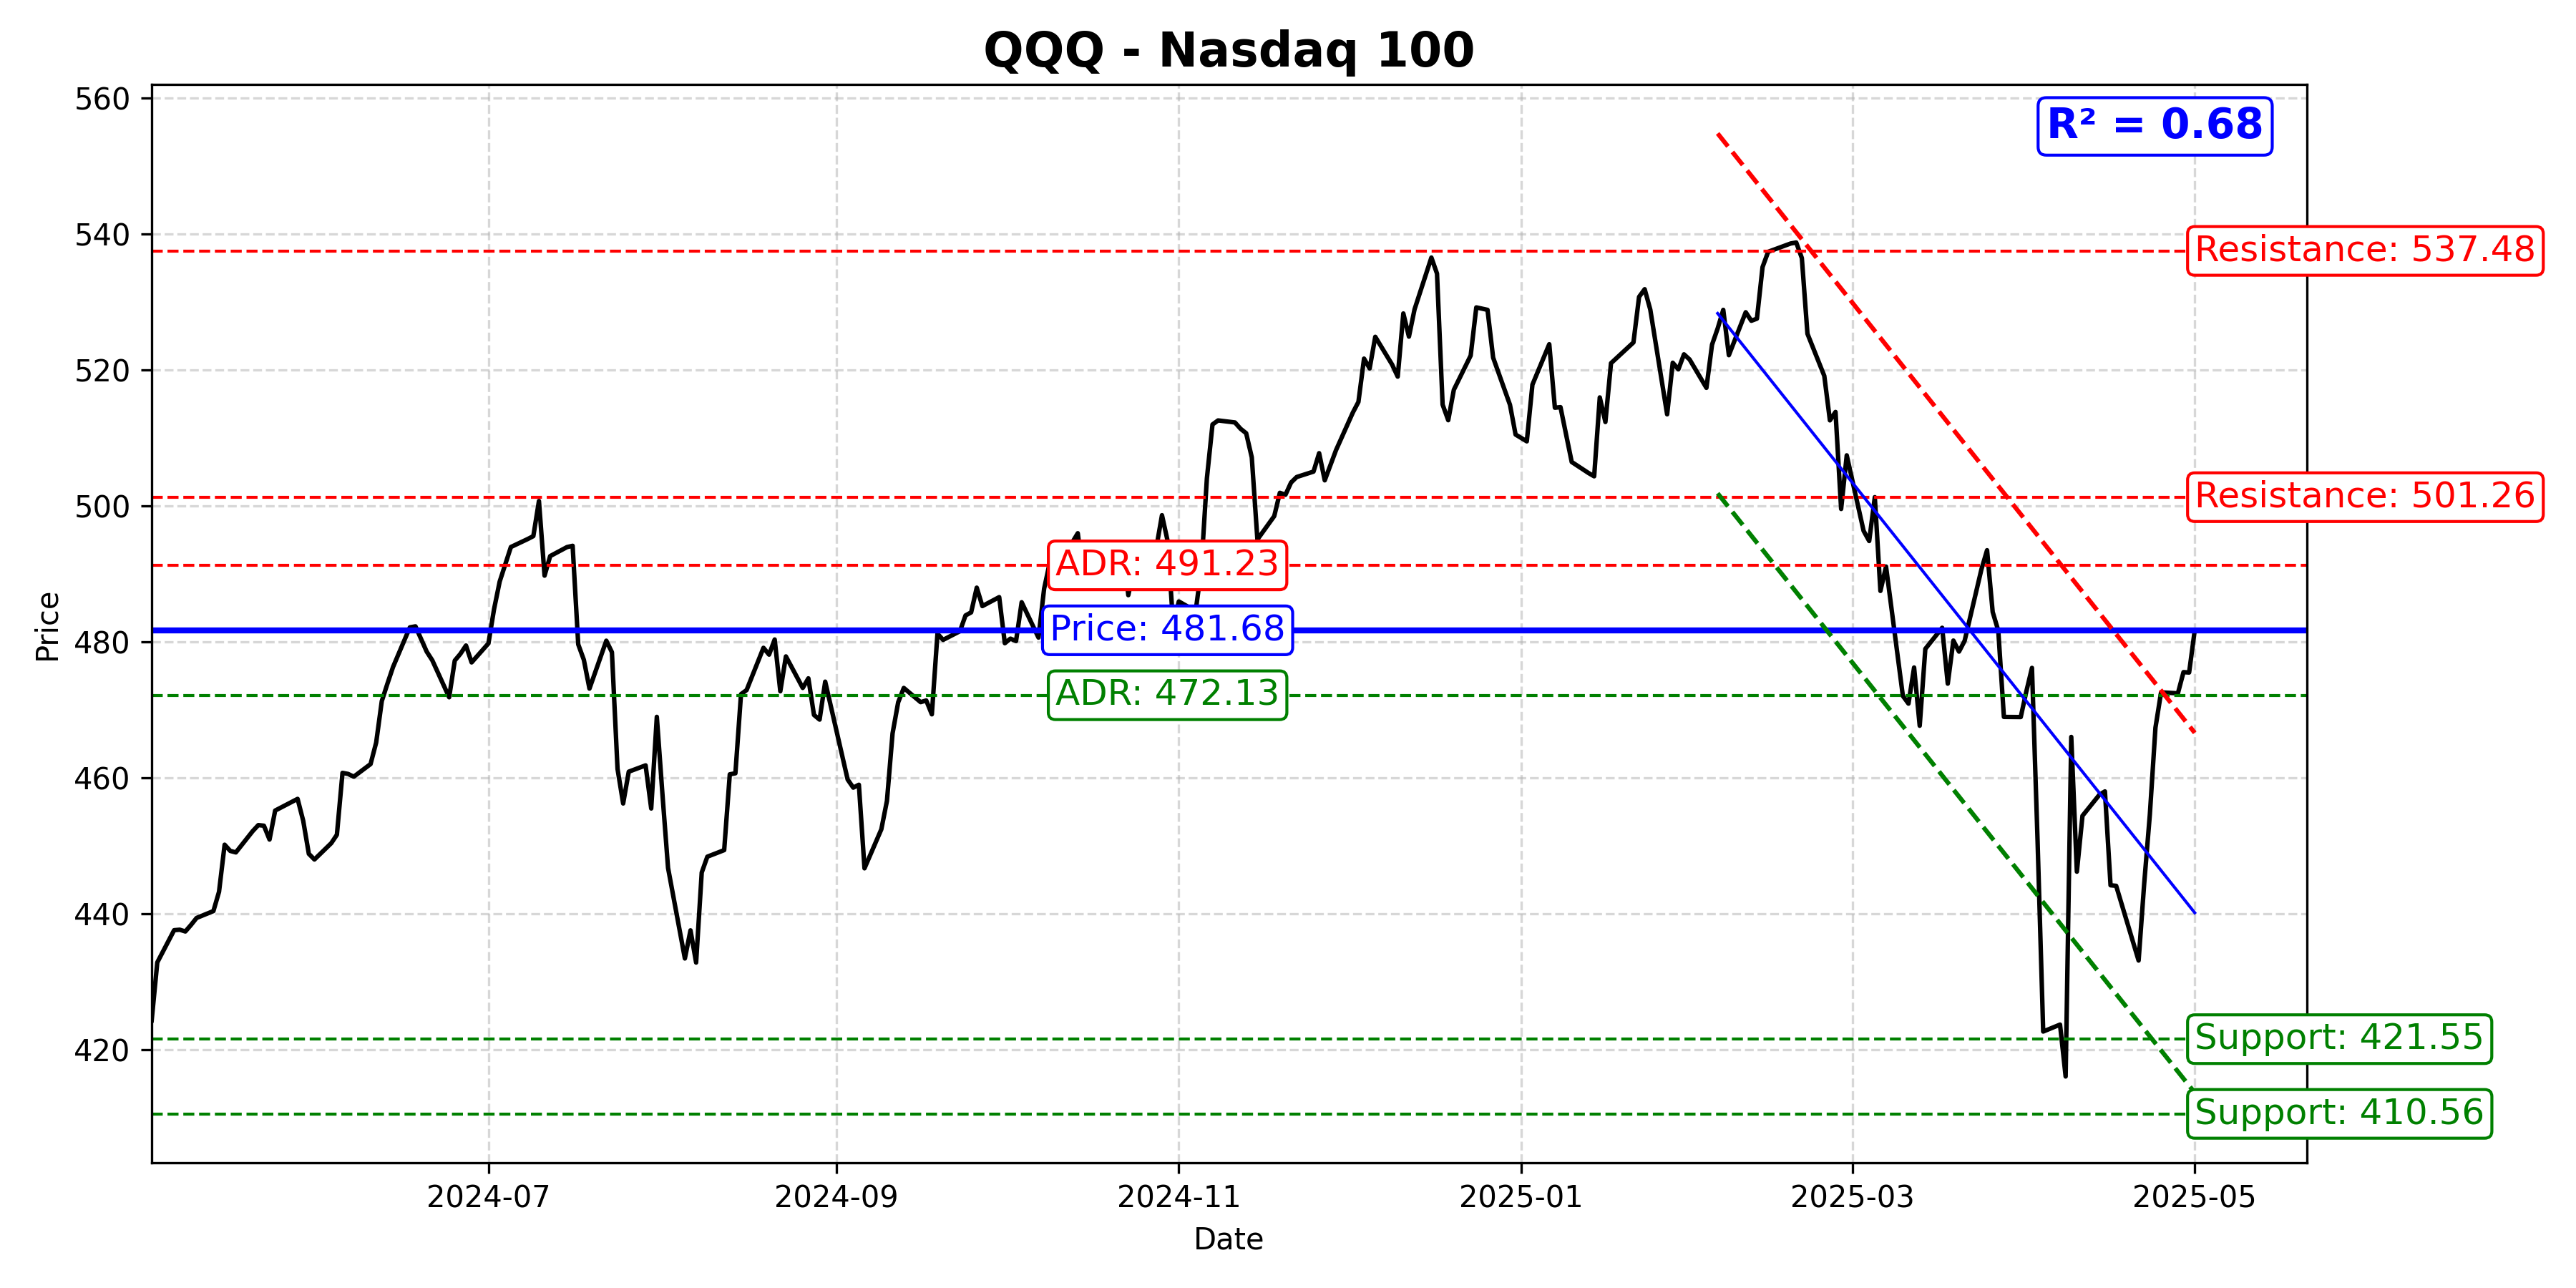 QQQ - Nasdaq 100
R² = 0.68
560
540
520
500
480
460
440
420
Price
Resistance: 537.48
Resistance: 501.26
ADR: 491.23
Price: 481.68
ADR: 472.13
Support: 421.55
Support: 410.56
2024-07
2024-09
2024-11
2025-01
2025-03
2025-05
Date